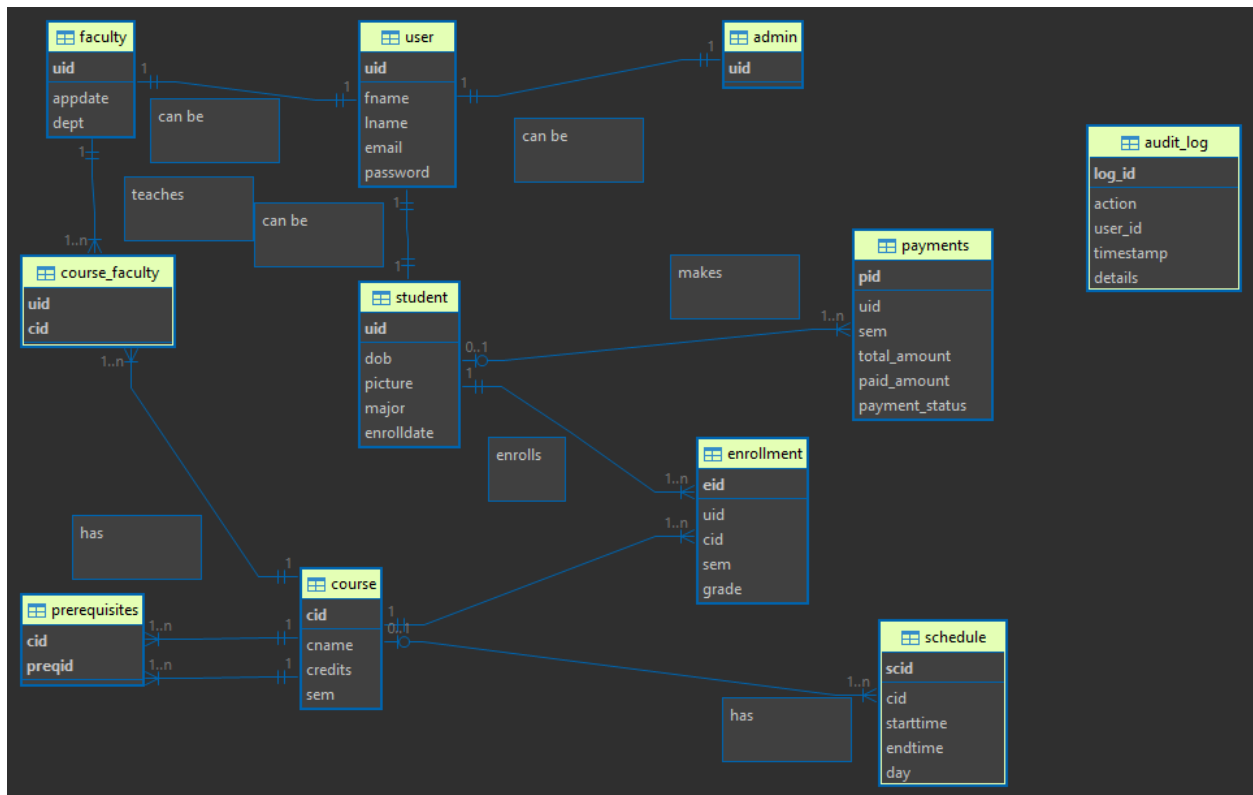 faculty
uid
appdate
dept
user
uid
fname
lname
email
password
admin
uid
audit_log
log_id
action
user_id
timestamp
details
1
1
1
1
can be
can be
can be
teaches
1
1..n
1
1
course_faculty
uid
cid
1..n
student
uid
dob
picture
major
enrolldate
makes
0..1
1..n
1
payments
pid
uid
sem
total_amount
paid_amount
payment_status
enrolls
1..n
1..n
enrollment
eid
uid
cid
sem
grade
has
1
course
cid
cname
credits
sem
prerequisites
cid
preqid
1..n
1
1..n
1
1
0..1
has
1..n
schedule
scid
cid
starttime
endtime
day